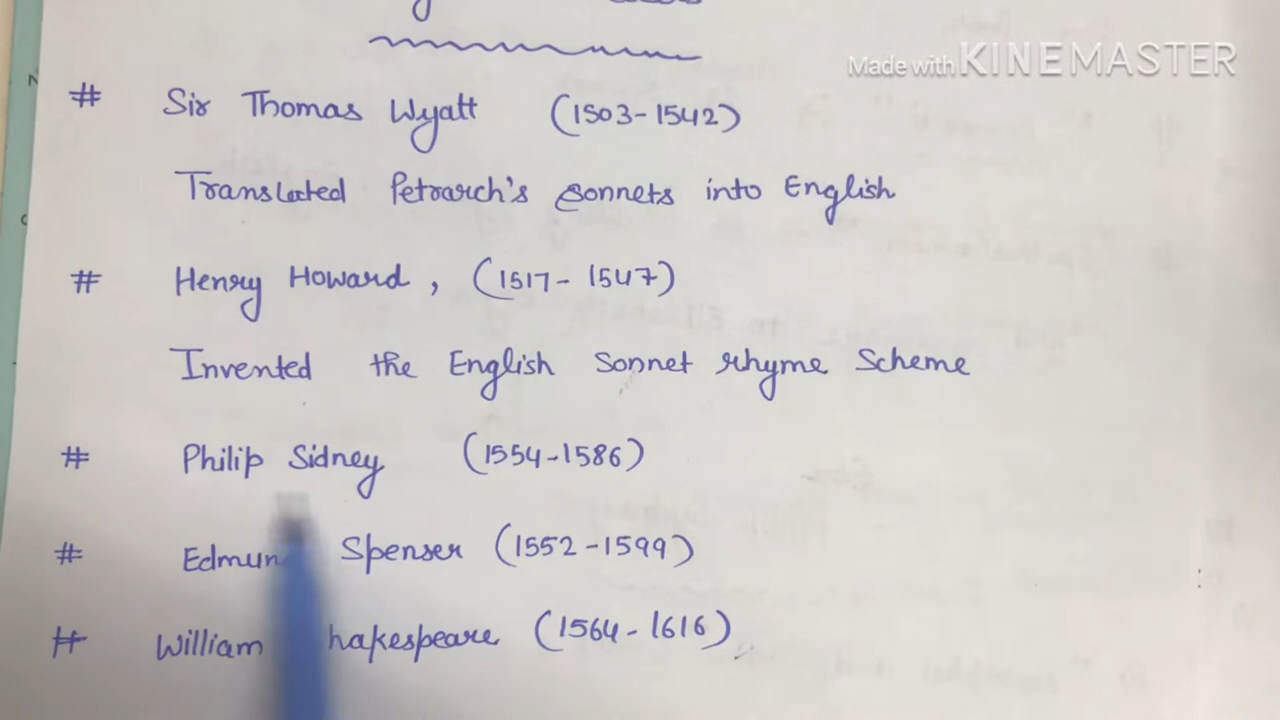 Made with KINEMASTER
# Sir Thomas Wyatt (1503-1542)
Translated Petrarch's Sonnets into English
# Henry Howard, (1517-1547)
Invented the English Sonnet rhyme Scheme
# Philip Sidney (1554-1586)
# Edmun Spenser (1552-1599)
# William hakespeare (1564-1616)